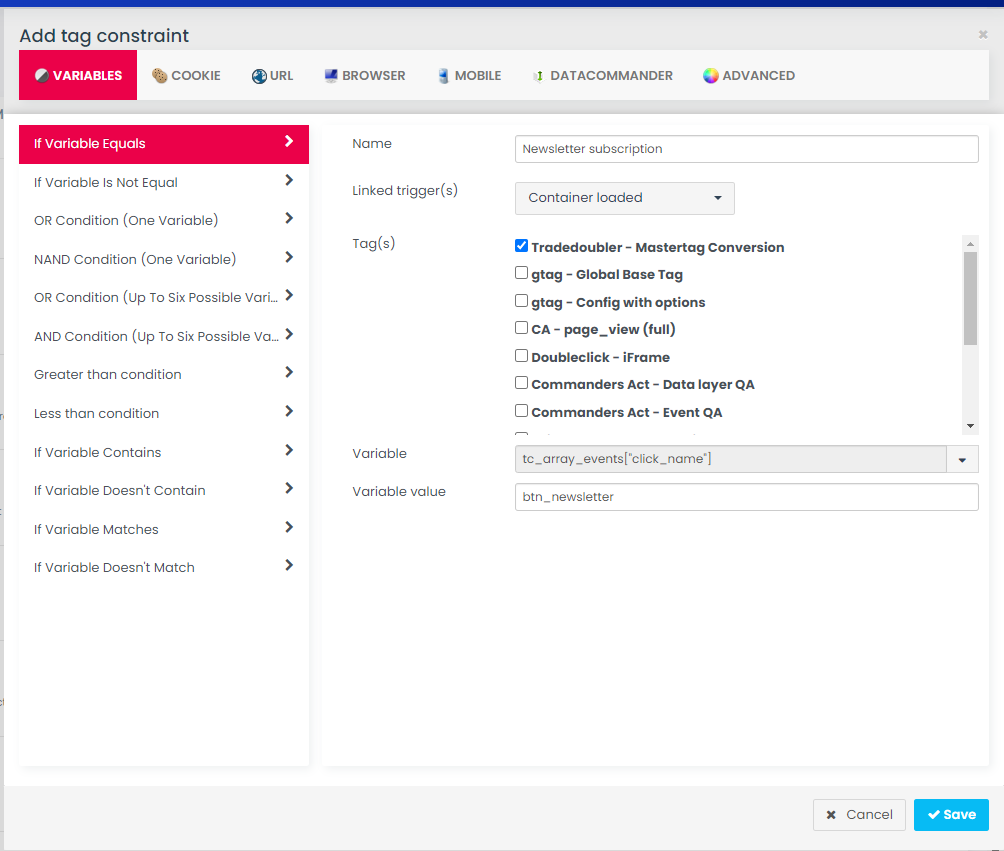 Add tag constraint
VARIABLES COOKIE URL BROWSER MOBILE DATACOMMANDER ADVANCED
If Variable Equals
If Variable Is Not Equal
OR Condition (One Variable)
NAND Condition (One Variable)
OR Condition (Up To Six Possible Vari...
AND Condition (Up To Six Possible Va...
Greater than condition
Less than condition
If Variable Contains
If Variable Doesn't Contain
If Variable Matches
If Variable Doesn't Match
Name Newsletter subscription
Linked trigger(s) Container loaded
Tag(s) Tradedoubler - Mastertag Conversion
gtag - Global Base Tag
gtag - Config with options
CA - page_view (full)
Doubleclick - iFrame
Commanders Act - Data layer QA
Commanders Act - Event QA
Variable tc_array_events["click_name"]
Variable value btn_newsletter
Cancel Save